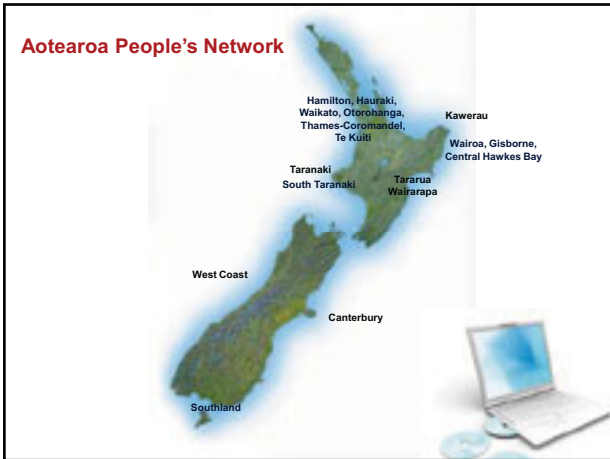 Aotearoa People's Network
Hamilton, Hauraki,
Waikato, Otorohanga,
Thames-Coromandel,
Te Kuiti
Kawerau
Wairoa, Gisborne,
Central Hawkes Bay
Taranaki
South Taranaki
Tararua
Wairarapa
West Coast
Canterbury
Southland